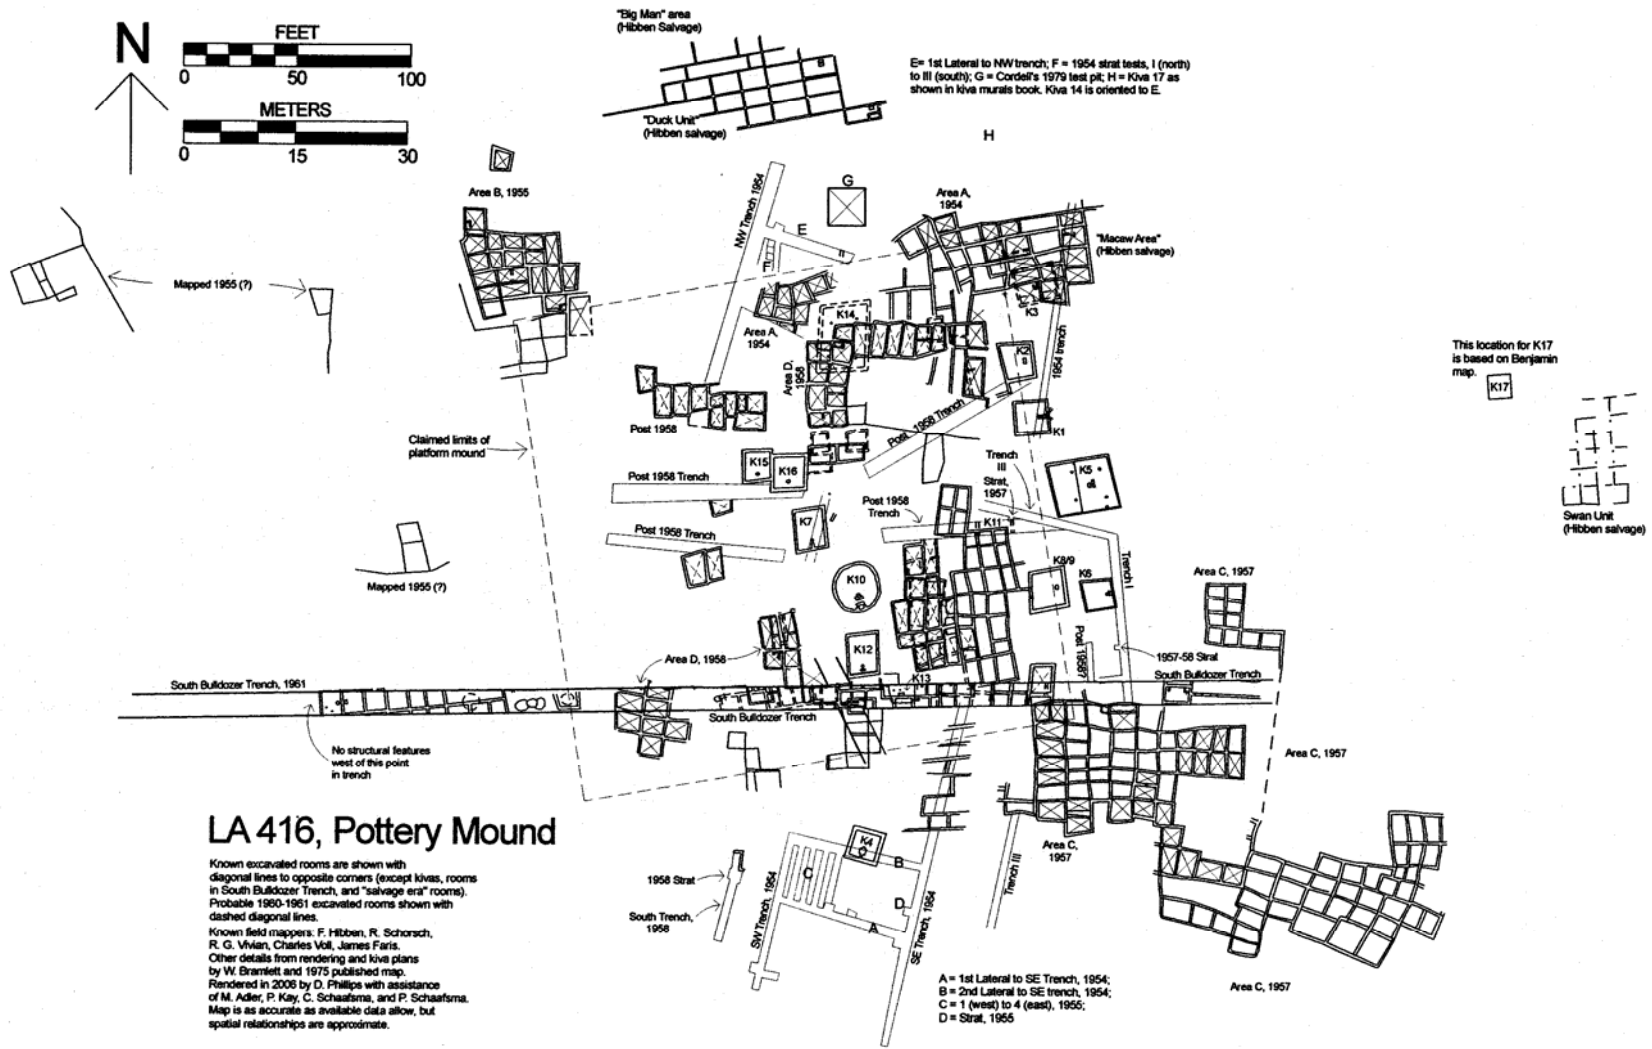 "Big Man" area
(Hibben Salvage)
N
FEET
0 50 100
METERS
0 15 30
E= 1st Lateral to NW trench; F = 1954 strat tests, I (north)
to III (south); G = Cordell's 1979 test pit; H = Kiva 17 as
shown in kiva murals book. Kiva 14 is oriented to E.
"Duck Unit"
(Hibben salvage)
H
Area B, 1955
NW Trench 1954
G
Area A,
1954
E
F
"Macaw Area"
(Hibben salvage)
Mapped 1955 (?)
K14
K3
Area A,
1954
K2
1954 trench
This location for K17
is based on Benjamin
map.
K17
Area D,
1958
Post 1958
Post 1958 Trench
K1
Claimed limits of
platform mound
K15
K16
Trench
III
Strat,
1957
K5
Post 1958 Trench
Post 1958
Trench
K7
K11
Swan Unit
(Hibben salvage)
Post 1958 Trench
Trench I
K10
K8/9
K6
Area C, 1957
Mapped 1955 (?)
K12
Post 1958?
Area D, 1958
1957-58 Strat
South Bulldozer Trench, 1961
K13
South Bulldozer Trench
South Bulldozer Trench
No structural features
west of this point
in trench
Area C, 1957
LA 416, Pottery Mound
Known excavated rooms are shown with
diagonal lines to opposite corners (except kivas, rooms
in South Bulldozer Trench, and "salvage era" rooms).
Probable 1960-1961 excavated rooms shown with
dashed diagonal lines.
Known field mappers: F. Hibben, R. Schorsch,
R. G. Vivian, Charles Voll, James Faris.
Other details from rendering and kiva plans
by W. Bramlett and 1975 published map.
Rendered in 2006 by D. Phillips with assistance
of M. Adler, P. Kay, C. Schaafsma, and P. Schaafsma.
Map is as accurate as available data allow, but
spatial relationships are approximate.
K4
B
C
1958 Strat
South Trench,
1958
SW Trench, 1954
D
A
SE Trench, 1954
Trench III
Area C,
1957
A = 1st Lateral to SE Trench, 1954;
B = 2nd Lateral to SE trench, 1954;
C = 1 (west) to 4 (east), 1955;
D = Strat, 1955
Area C, 1957